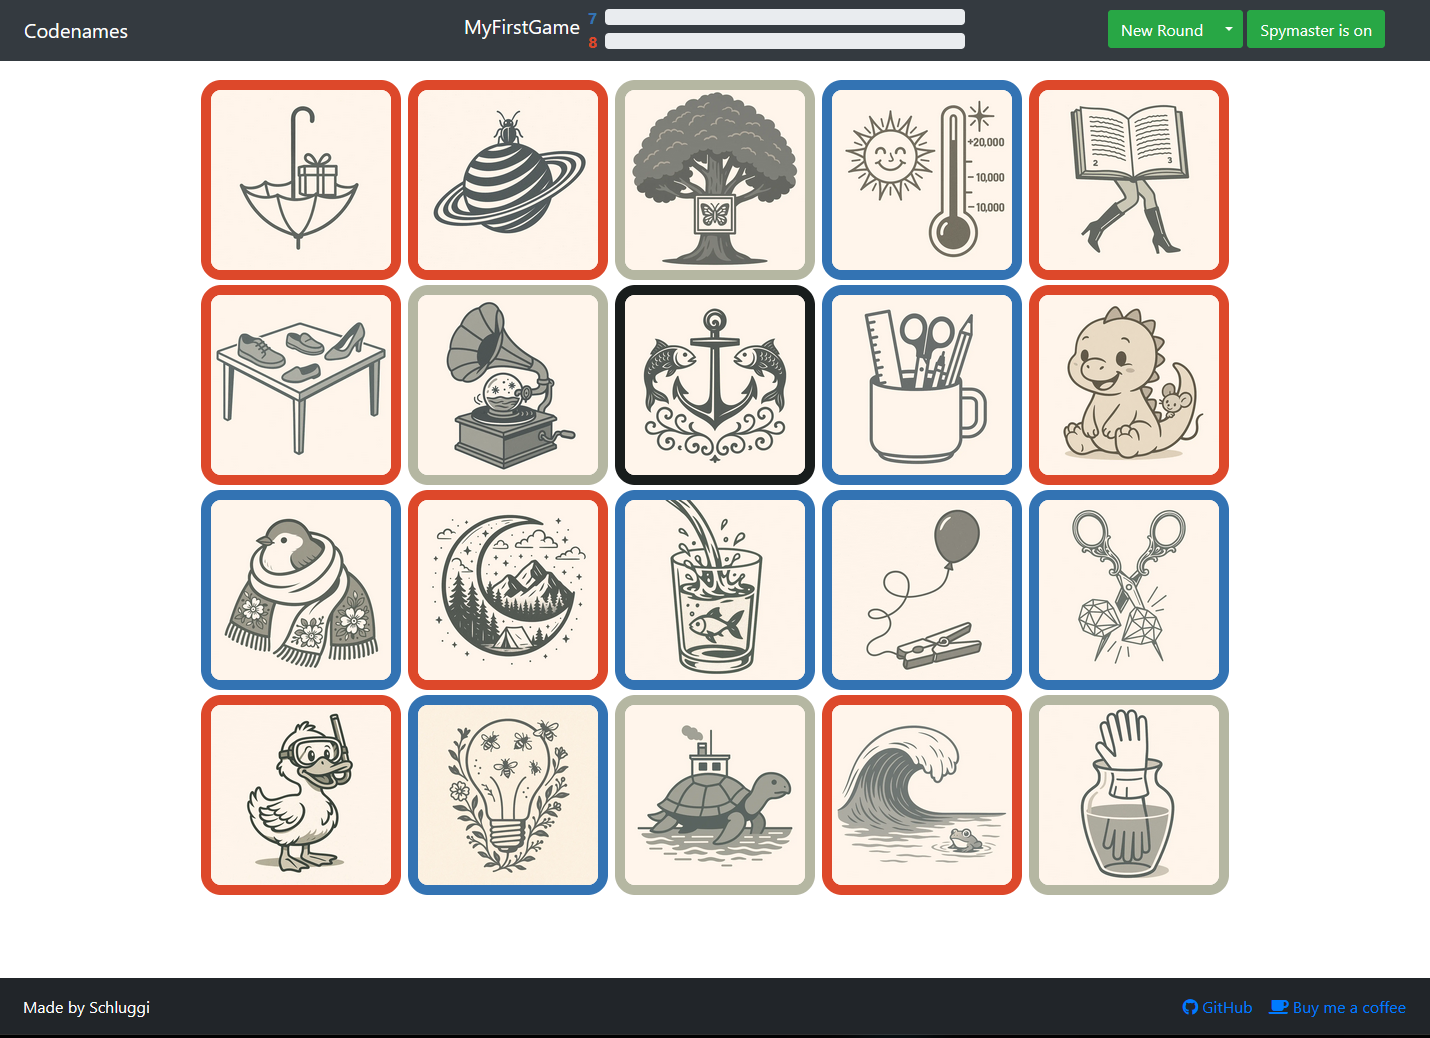 Codenames
MyFirstGame
7
8
New Round
Spymaster is on
+20,000
10,000
10,000
2
3
Made by Schluggi
GitHub
Buy me a coffee